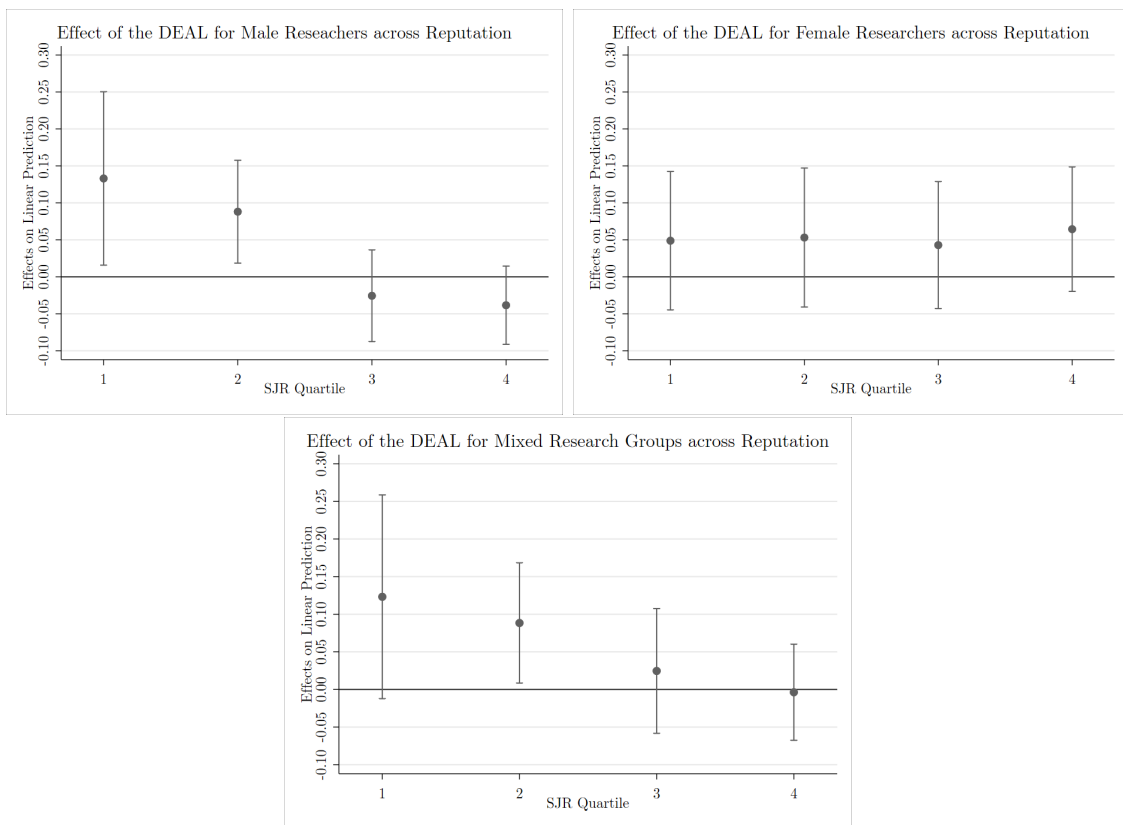 Effect of the DEAL for Male Reseachers across Reputation
Effects on Linear Prediction
0.30
0.25
0.20
0.15
0.10
0.05
0.00
-0.05
-0.10
1 2 3 4
SJR Quartile
Effect of the DEAL for Female Researchers across Reputation
Effects on Linear Prediction
0.30
0.25
0.20
0.15
0.10
0.05
0.00
-0.05
-0.10
1 2 3 4
SJR Quartile
Effect of the DEAL for Mixed Research Groups across Reputation
Effects on Linear Prediction
0.30
0.25
0.20
0.15
0.10
0.05
0.00
-0.05
-0.10
1 2 3 4
SJR Quartile